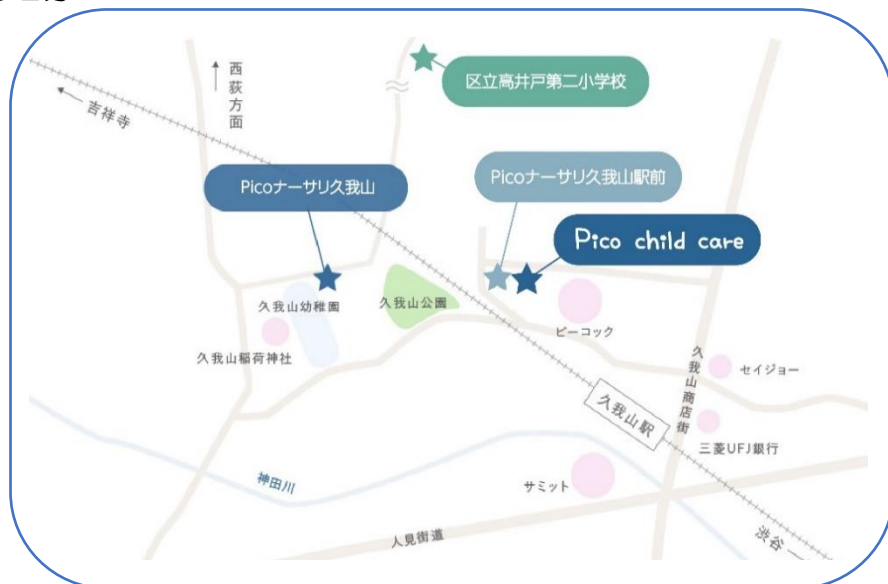 西荻方面
吉祥寺
区立高井戸第二小学校
Picoナーサリ久我山
Picoナーサリ久我山駅前
Pico child care
久我山幼稚園
久我山公園
久我山稲荷神社
ピーコック
久我山商店街
セイジョー
久我山駅
三菱UFJ銀行
サミット
神田川
人見街道
渋谷